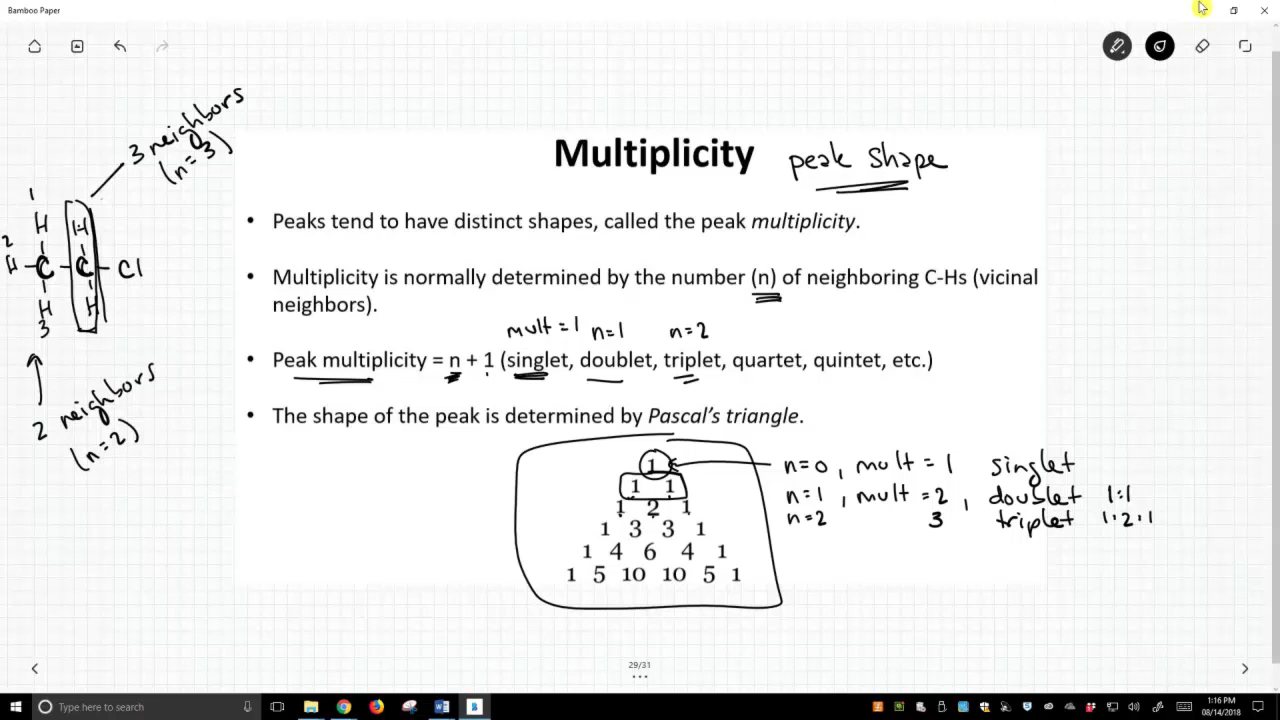 Bamboo Paper
3 neighbors
(n=3)
1
H H
2
H-C-C-Cl
H H
3
2 neighbors
(n=2)
Multiplicity peak shape
• Peaks tend to have distinct shapes, called the peak multiplicity.
• Multiplicity is normally determined by the number (n) of neighboring C-Hs (vicinal
neighbors).
mult = 1 n=1 n=2
• Peak multiplicity = n + 1 (singlet, doublet, triplet, quartet, quintet, etc.)
• The shape of the peak is determined by Pascal's triangle.
1 n=0, mult = 1 singlet
1 1 n=1, mult = 2, doublet 1:1
1 2 1 n=2 3 triplet 1:2:1
1 3 3 1
1 4 6 4 1
1 5 10 10 5 1
29/31
Type here to search
1:16 PM
08/14/2018